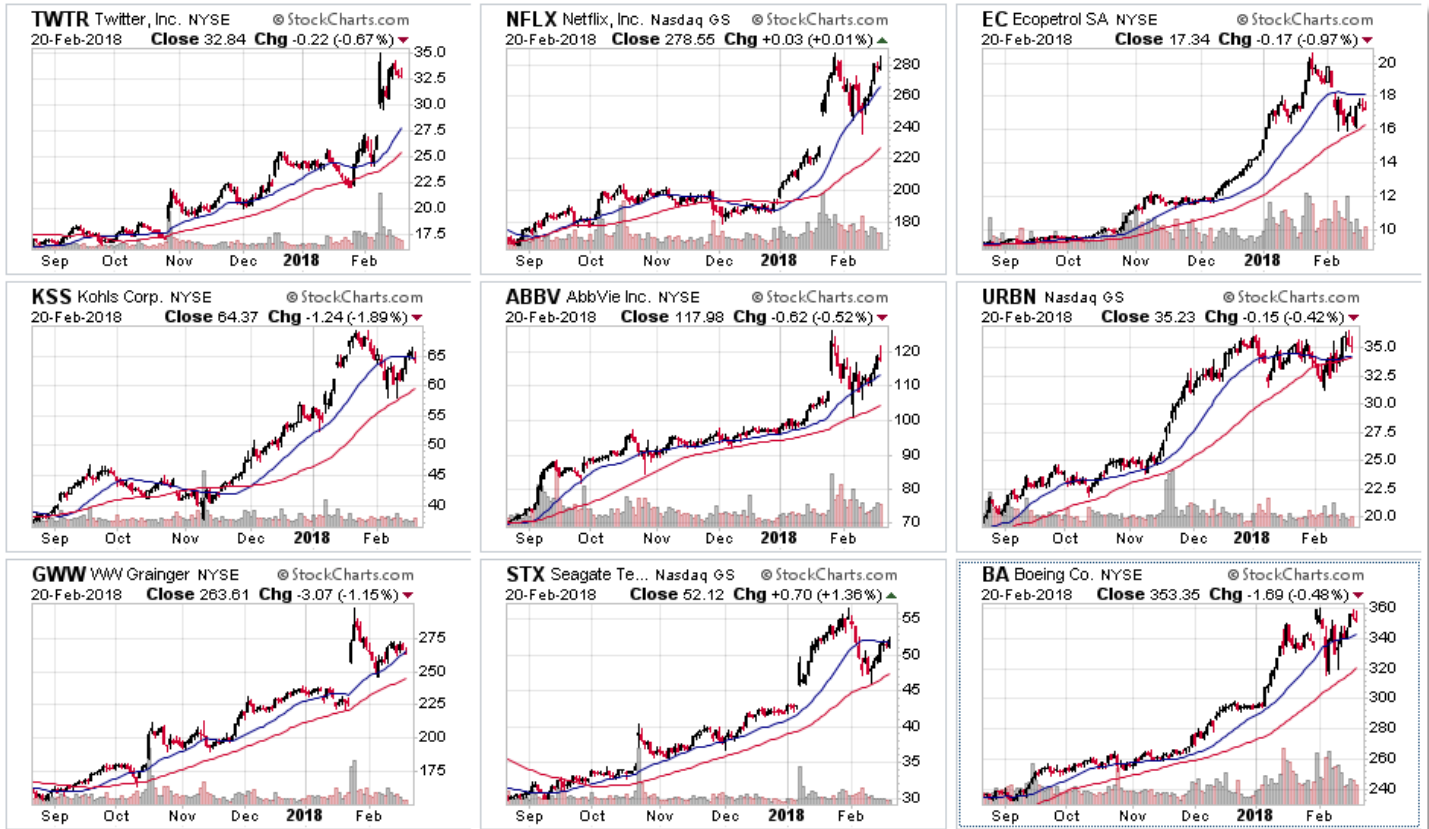 TWTR Twitter, Inc. NYSE © StockCharts.com
20-Feb-2018 Close 32.84 Chg -0.22 (-0.67%)
35.0
32.5
30.0
27.5
25.0
22.5
20.0
17.5
Sep Oct Nov Dec 2018 Feb
NFLX Netflix, Inc. Nasdaq GS © StockCharts.com
20-Feb-2018 Close 278.55 Chg +0.03 (+0.01%)
280
260
240
220
200
180
Sep Oct Nov Dec 2018 Feb
EC Ecopetrol SA NYSE © StockCharts.com
20-Feb-2018 Close 17.34 Chg -0.17 (-0.97%)
20
18
16
14
12
10
Sep Oct Nov Dec 2018 Feb
KSS Kohls Corp. NYSE © StockCharts.com
20-Feb-2018 Close 64.37 Chg -1.24 (-1.89%)
65
60
55
50
45
40
Sep Oct Nov Dec 2018 Feb
ABBV AbbVie Inc. NYSE © StockCharts.com
20-Feb-2018 Close 117.98 Chg -0.62 (-0.52%)
120
110
100
90
80
70
Sep Oct Nov Dec 2018 Feb
URBN Nasdaq GS © StockCharts.com
20-Feb-2018 Close 35.23 Chg -0.15 (-0.42%)
35.0
32.5
30.0
27.5
25.0
22.5
20.0
Sep Oct Nov Dec 2018 Feb
GWW WW Grainger NYSE © StockCharts.com
20-Feb-2018 Close 263.61 Chg -3.07 (-1.15%)
275
250
225
200
175
Sep Oct Nov Dec 2018 Feb
STX Seagate Te... Nasdaq GS © StockCharts.com
20-Feb-2018 Close 52.12 Chg +0.70 (+1.36%)
55
50
45
40
35
30
Sep Oct Nov Dec 2018 Feb
BA Boeing Co. NYSE © StockCharts.com
20-Feb-2018 Close 353.35 Chg -1.69 (-0.48%)
360
340
320
300
280
260
240
Sep Oct Nov Dec 2018 Feb